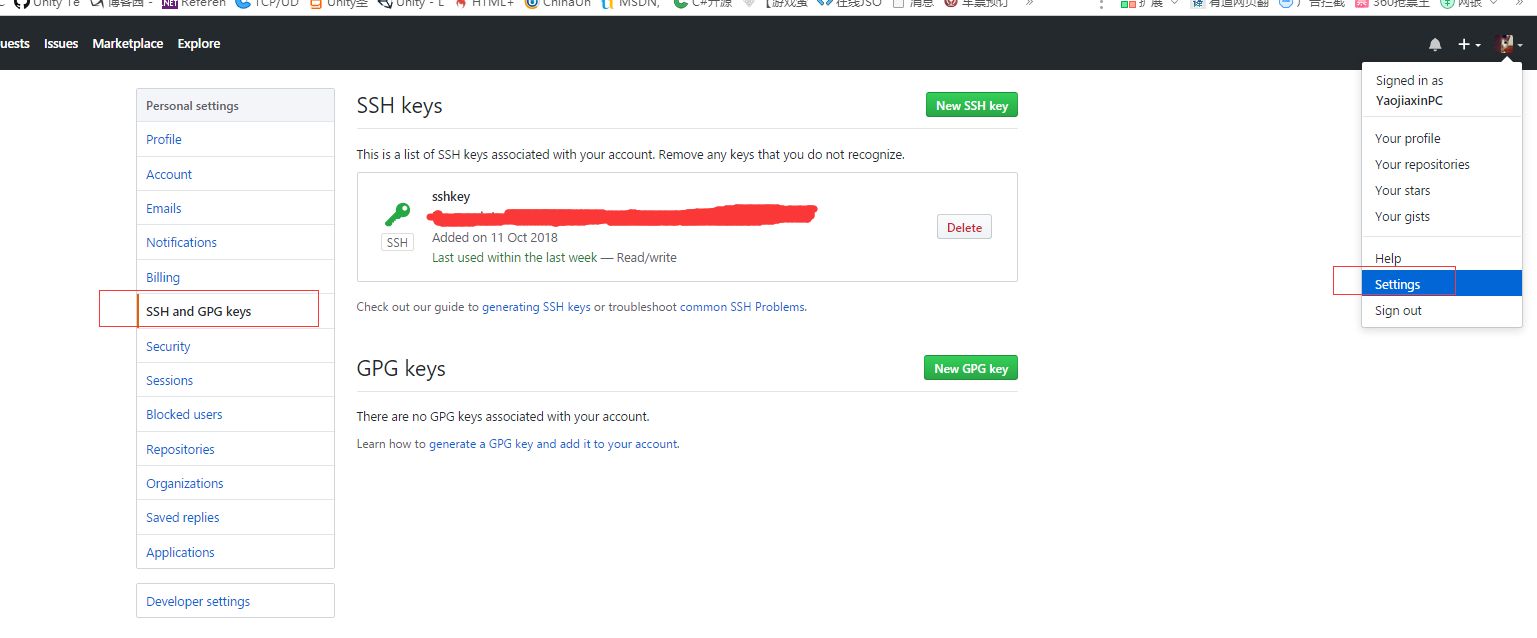 Unity Te 博客园 - .NET Referen TCP/UD Unity圣 Unity - L HTML+ ChinaUn MSDN, C#开源 【游戏蛮 在线JSO 消息 车票预订 » 扩展 译 有道网页翻 广告拦截 360抢票王 网银 »
uests Issues Marketplace Explore
Signed in as
YaojiaxinPC
Your profile
Your repositories
Your stars
Your gists
Help
Settings
Sign out
Personal settings
Profile
Account
Emails
Notifications
Billing
SSH and GPG keys
Security
Sessions
Blocked users
Repositories
Organizations
Saved replies
Applications
Developer settings
SSH keys
New SSH key
This is a list of SSH keys associated with your account. Remove any keys that you do not recognize.
sshkey
SSH
Added on 11 Oct 2018
Last used within the last week — Read/write
Delete
Check out our guide to generating SSH keys or troubleshoot common SSH Problems.
GPG keys
New GPG key
There are no GPG keys associated with your account.
Learn how to generate a GPG key and add it to your account.